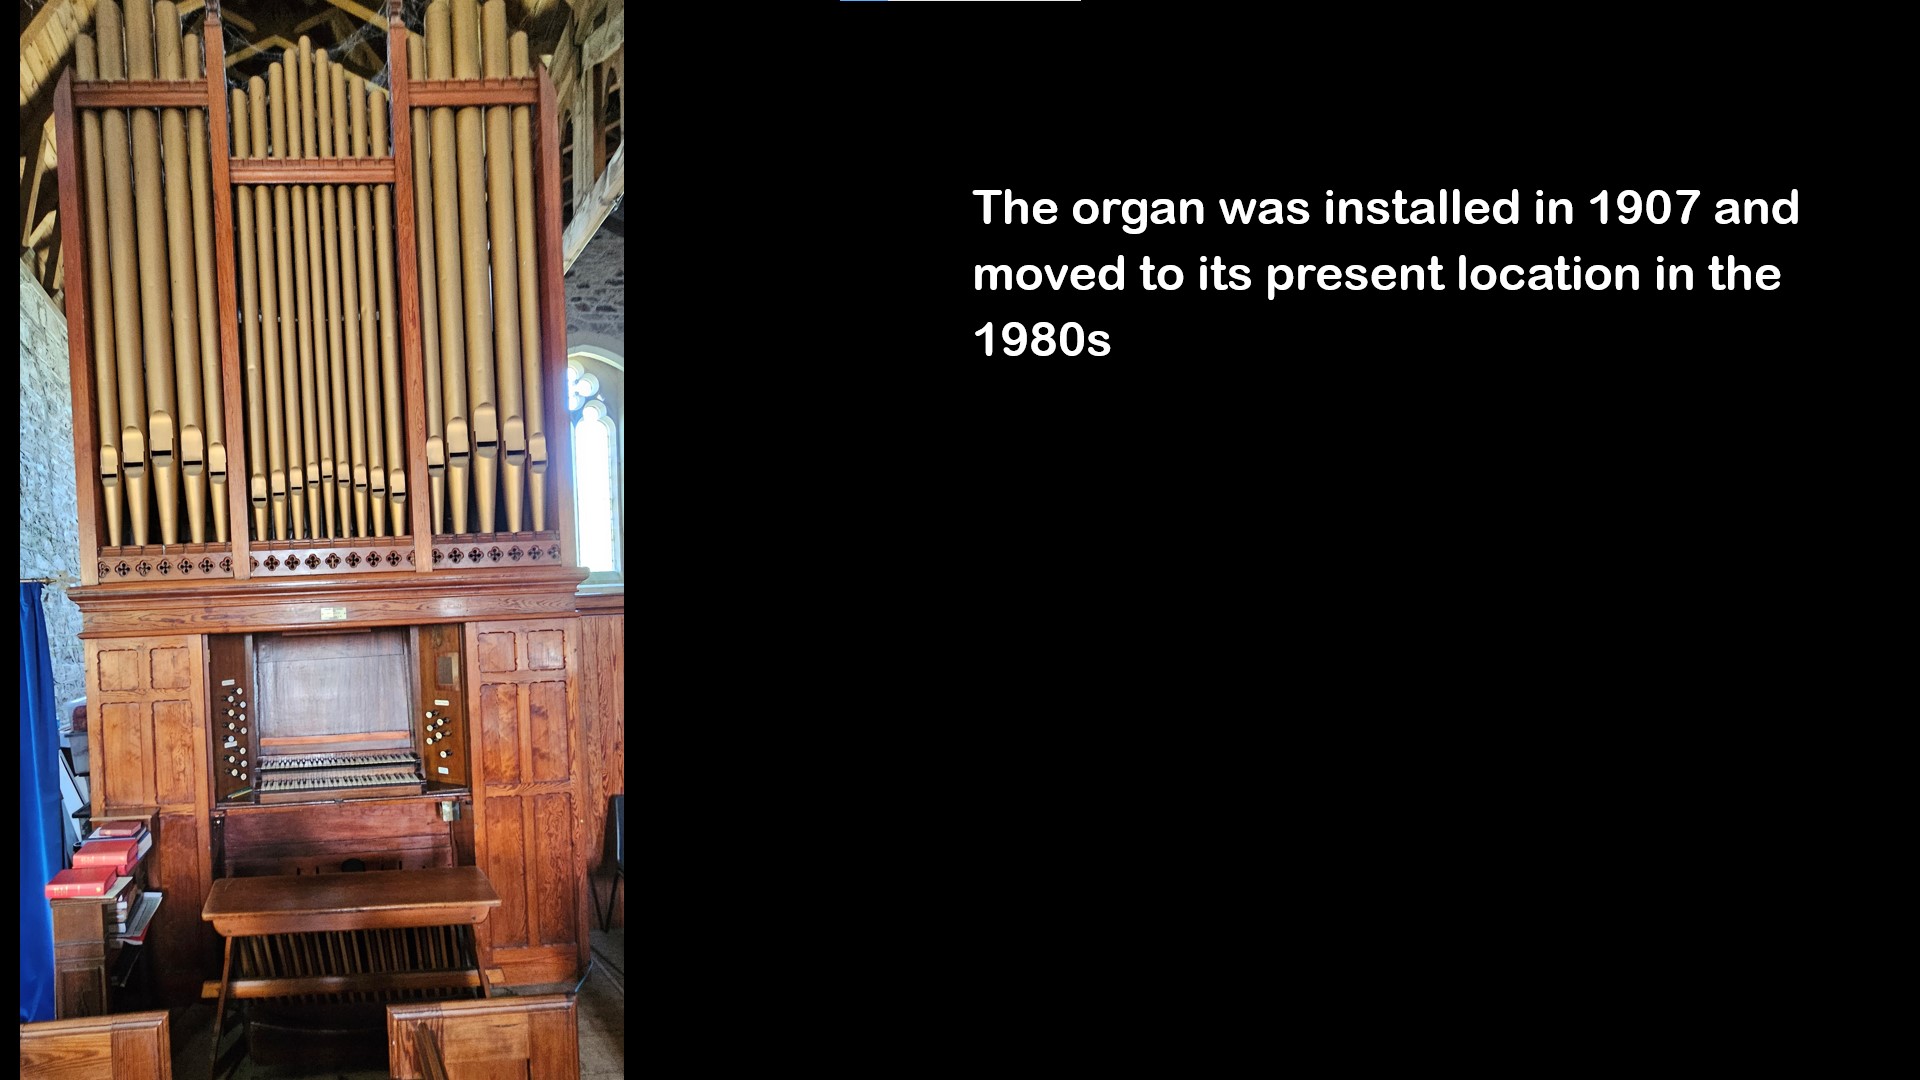 The organ was installed in 1907 and
moved to its present location in the
1980s